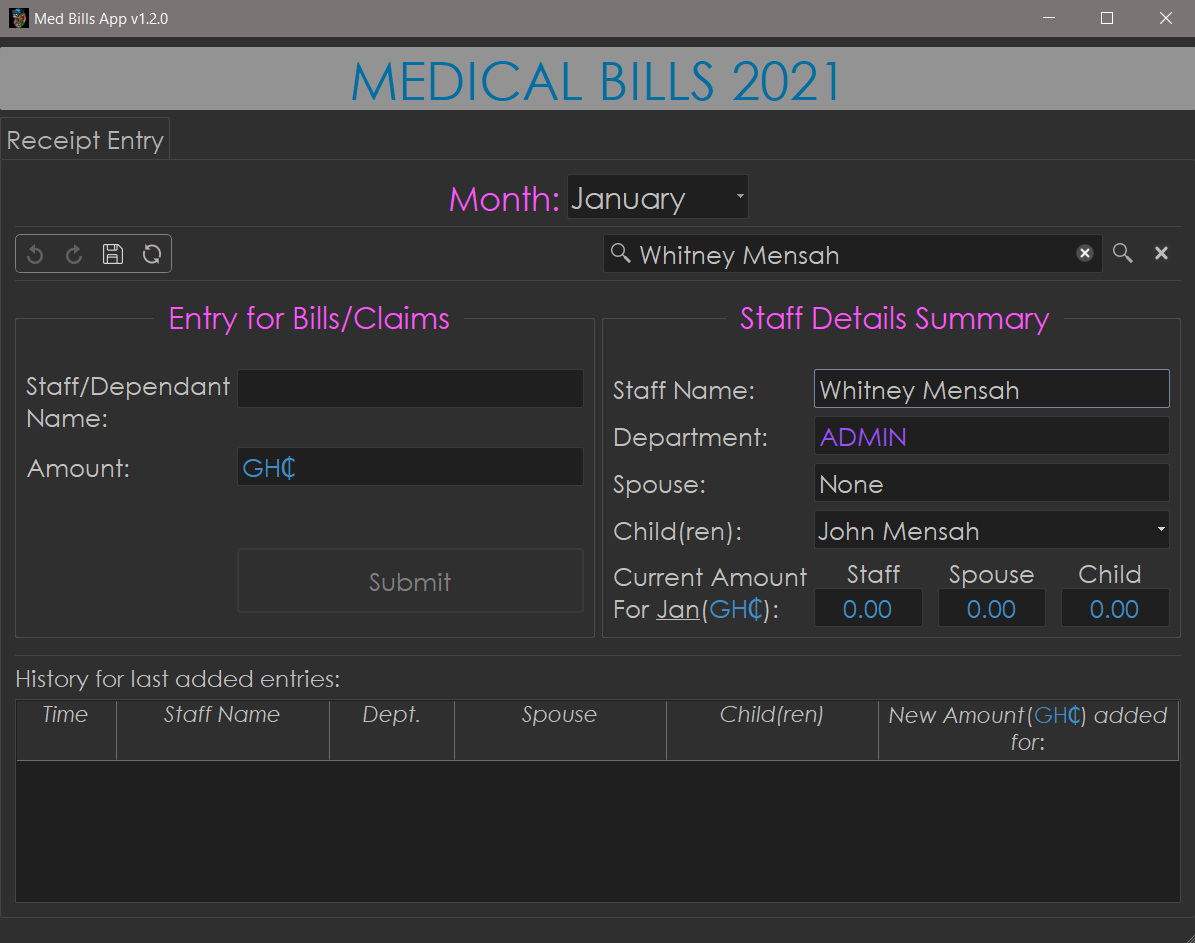 Med Bills App v1.2.0
MEDICAL BILLS 2021
Receipt Entry
Month: January
Whitney Mensah
Entry for Bills/Claims
Staff/Dependant
Name:
Amount: GH₵
Submit
Staff Details Summary
Staff Name: Whitney Mensah
Department: ADMIN
Spouse: None
Child(ren): John Mensah
Current Amount Staff Spouse Child
For Jan(GH₵): 0.00 0.00 0.00
History for last added entries:
Time Staff Name Dept. Spouse Child(ren) New Amount(GH₵) added
for: